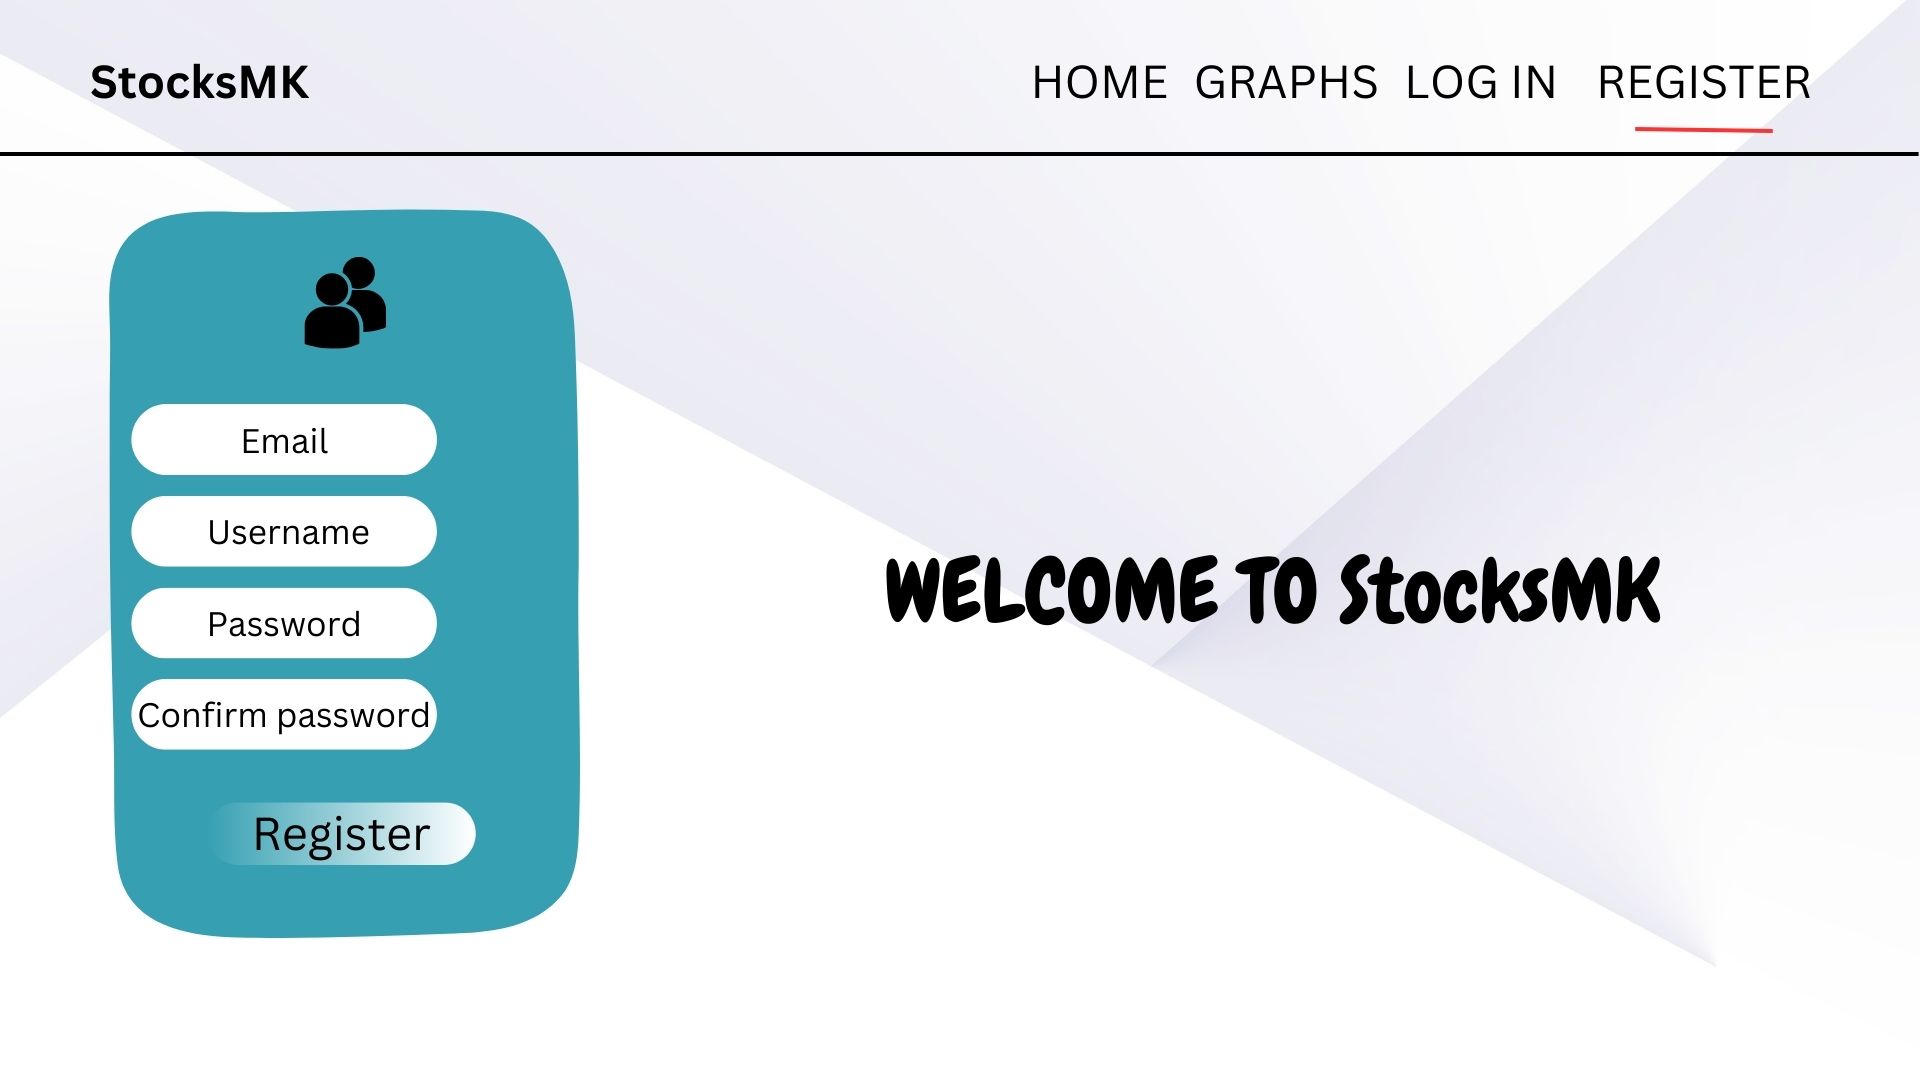 StocksMK
HOME GRAPHS LOG IN REGISTER
Email
Username
Password
Confirm password
Register
WELCOME TO StocksMK